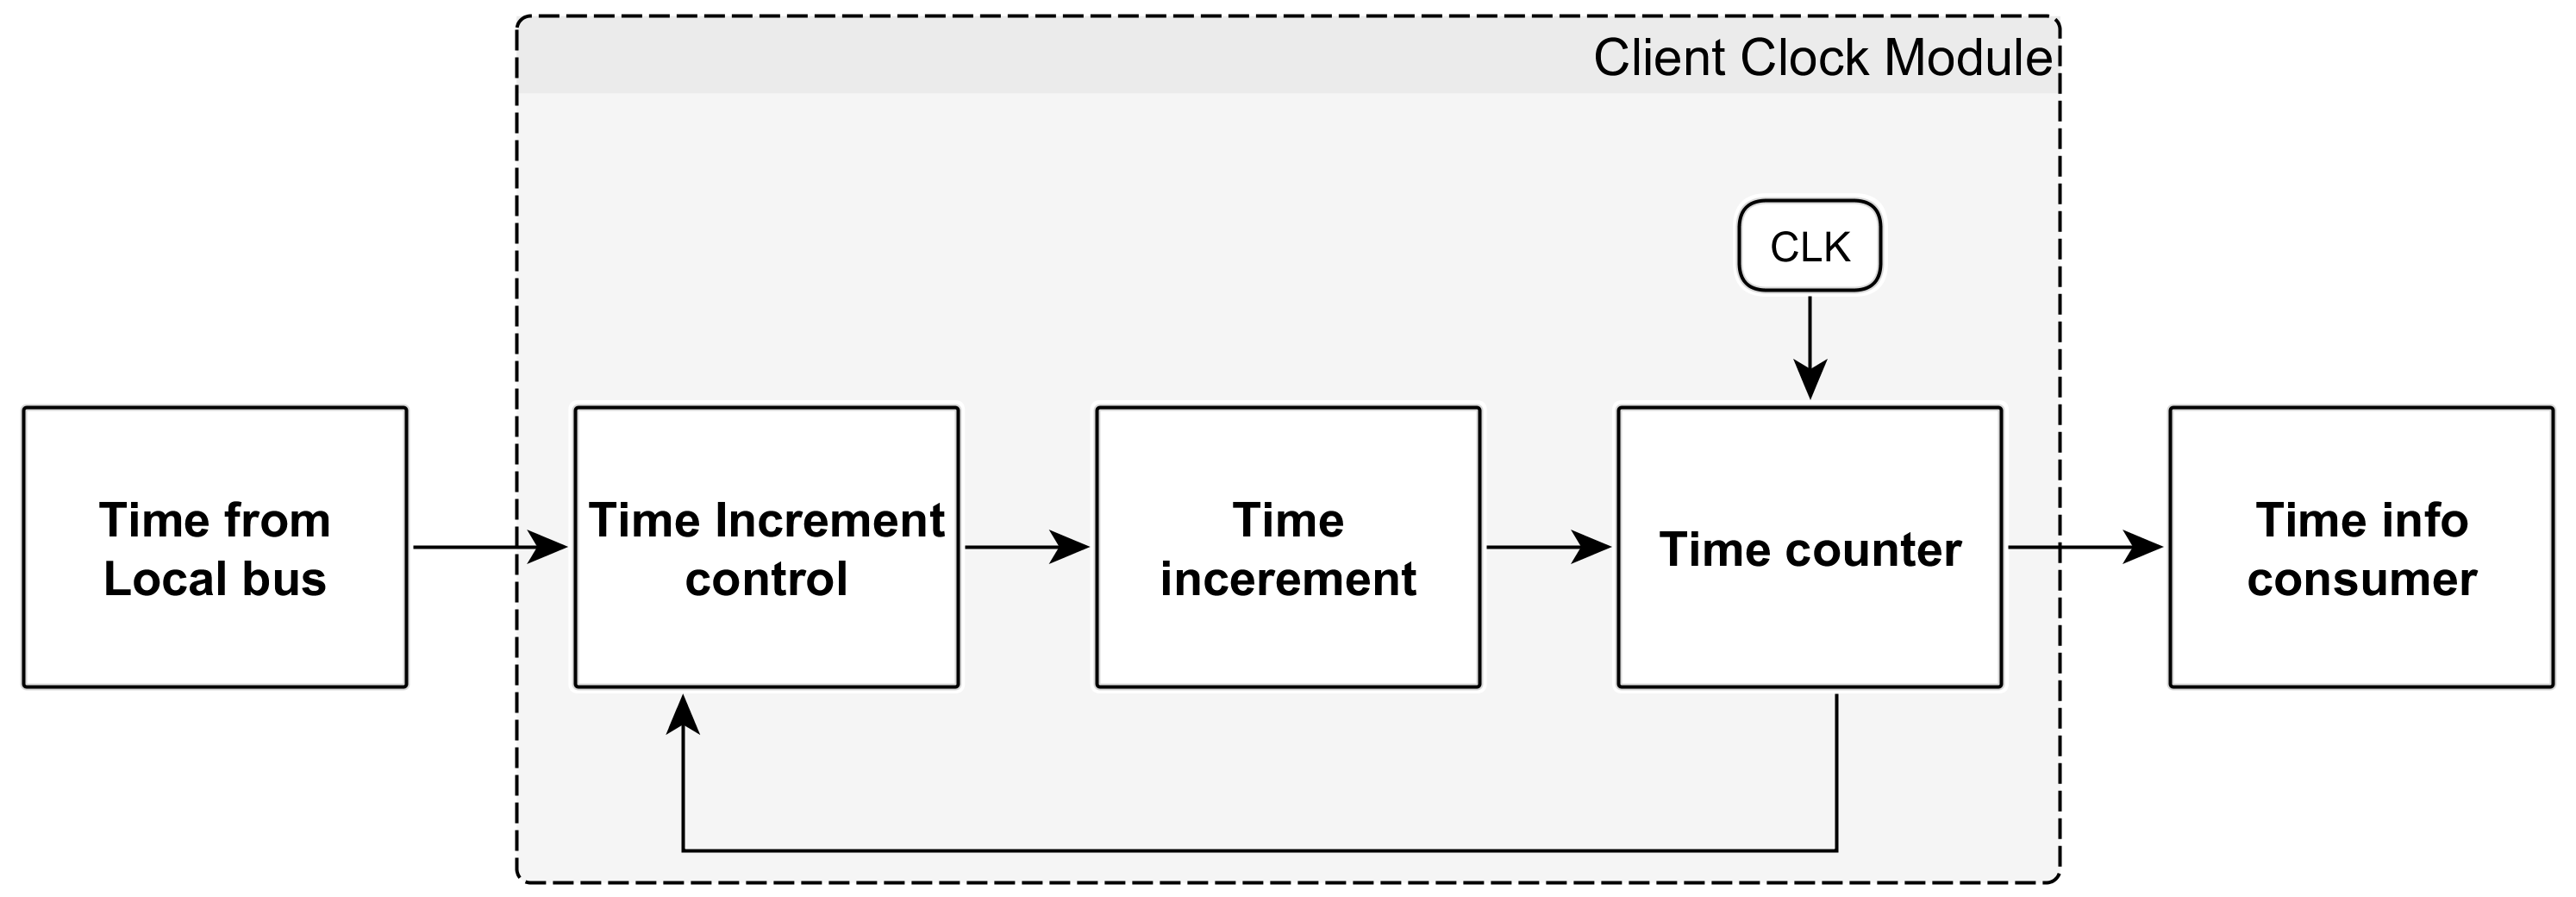 Client Clock Module
CLK
Time from
Local bus
Time Increment
control
Time
incerement
Time counter
Time info
consumer